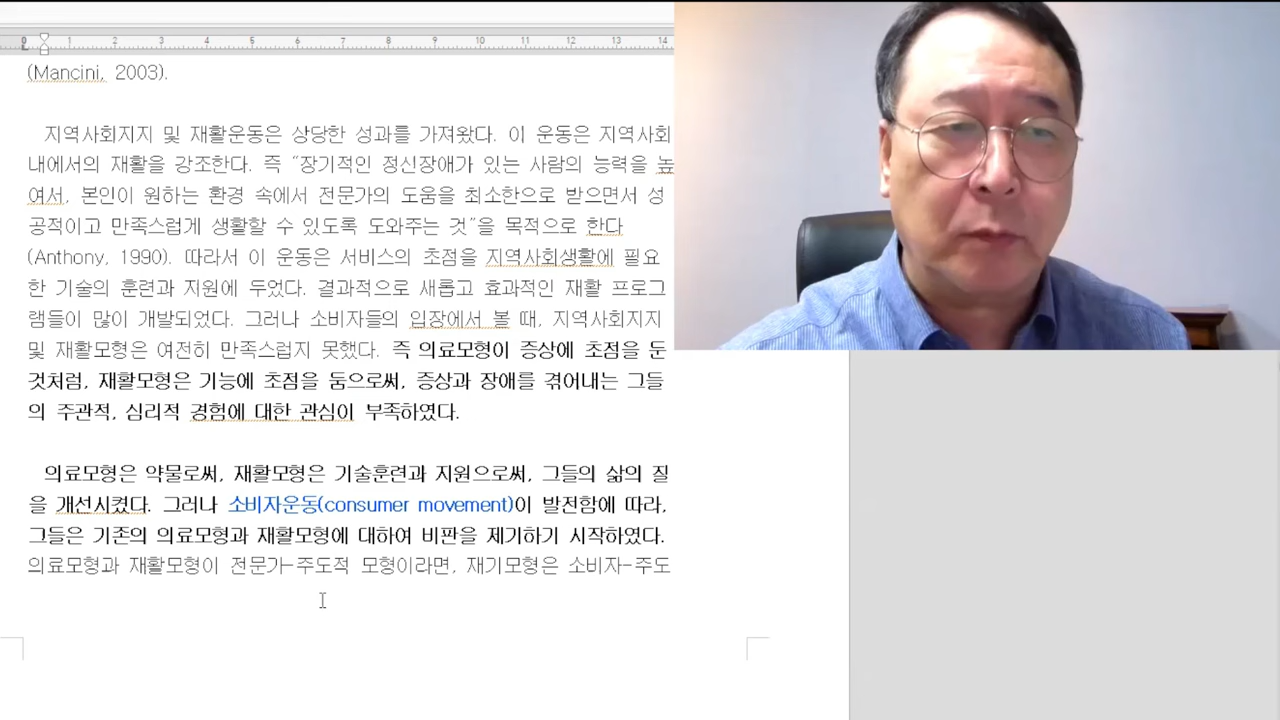 0 1 2 3 4 5 6 7 8 9 10 11 12 13 14
(Mancini, 2003).
지역사회지지 및 재활운동은 상당한 성과를 가져왔다. 이 운동은 지역사회
내에서의 재활을 강조한다. 즉 "장기적인 정신장애가 있는 사람의 능력을 높
여서, 본인이 원하는 환경 속에서 전문가의 도움을 최소한으로 받으면서 성
공적이고 만족스럽게 생활할 수 있도록 도와주는 것"을 목적으로 한다
(Anthony, 1990). 따라서 이 운동은 서비스의 초점을 지역사회생활에 필요
한 기술의 훈련과 지원에 두었다. 결과적으로 새롭고 효과적인 재활 프로그
램들이 많이 개발되었다. 그러나 소비자들의 입장에서 볼 때, 지역사회지지
및 재활모형은 여전히 만족스럽지 못했다. 즉 의료모형이 증상에 초점을 둔
것처럼, 재활모형은 기능에 초점을 둠으로써, 증상과 장애를 겪어내는 그들
의 주관적, 심리적 경험에 대한 관심이 부족하였다.
의료모형은 약물로써, 재활모형은 기술훈련과 지원으로써, 그들의 삶의 질
을 개선시켰다. 그러나 소비자운동(consumer movement)이 발전함에 따라,
그들은 기존의 의료모형과 재활모형에 대하여 비판을 제기하기 시작하였다.
의료모형과 재활모형이 전문가-주도적 모형이라면, 재기모형은 소비자-주도